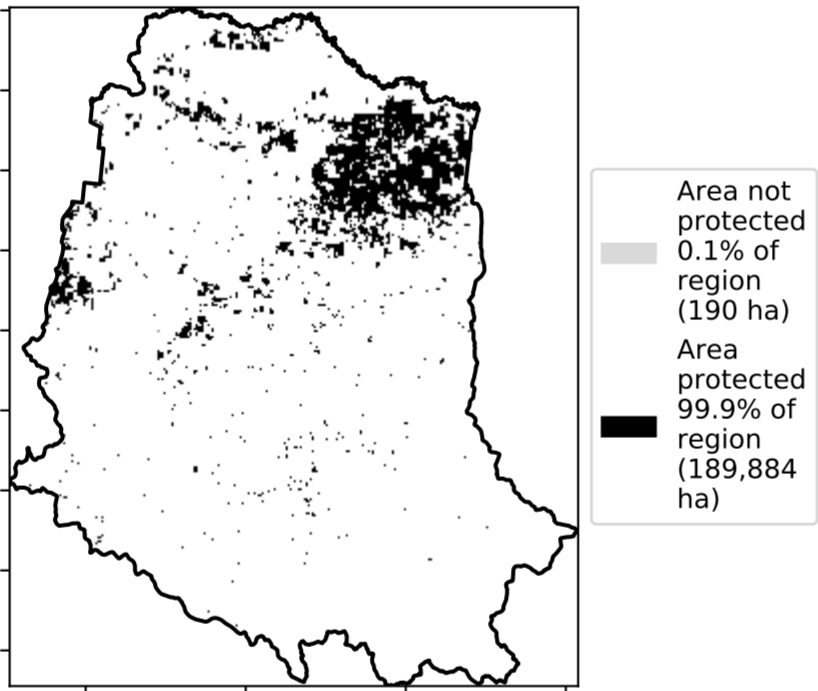 Area not
protected
0.1% of
region
(190 ha)
Area
protected
99.9% of
region
(189,884
ha)